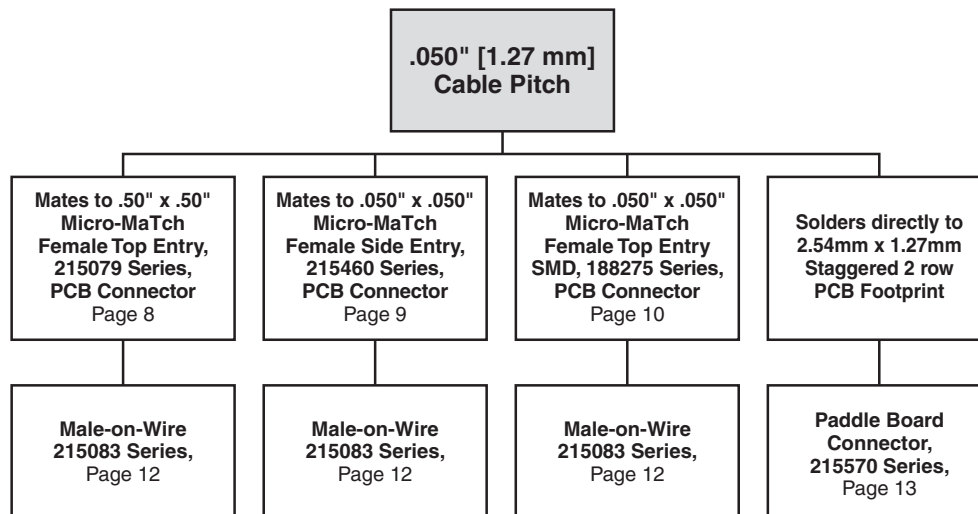 .050" [1.27 mm]
Cable Pitch
Mates to .50" x .50"
Micro-MaTch
Female Top Entry,
215079 Series,
PCB Connector
Page 8
Mates to .050" x .050"
Micro-MaTch
Female Side Entry,
215460 Series,
PCB Connector
Page 9
Mates to .050" x .050"
Micro-MaTch
Female Top Entry
SMD, 188275 Series,
PCB Connector
Page 10
Solders directly to
2.54mm x 1.27mm
Staggered 2 row
PCB Footprint
Male-on-Wire
215083 Series,
Page 12
Male-on-Wire
215083 Series,
Page 12
Male-on-Wire
215083 Series,
Page 12
Paddle Board
Connector,
215570 Series,
Page 13